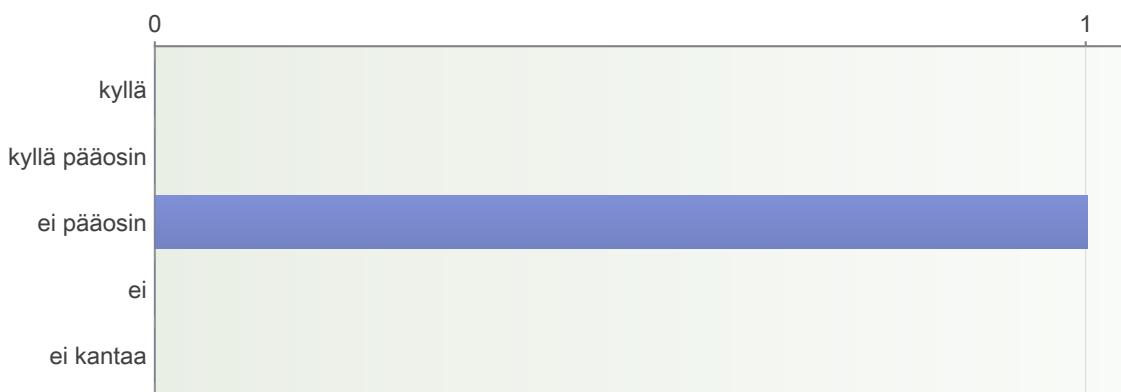 0 1
kyllä
kyllä pääosin
ei pääosin
ei
ei kantaa